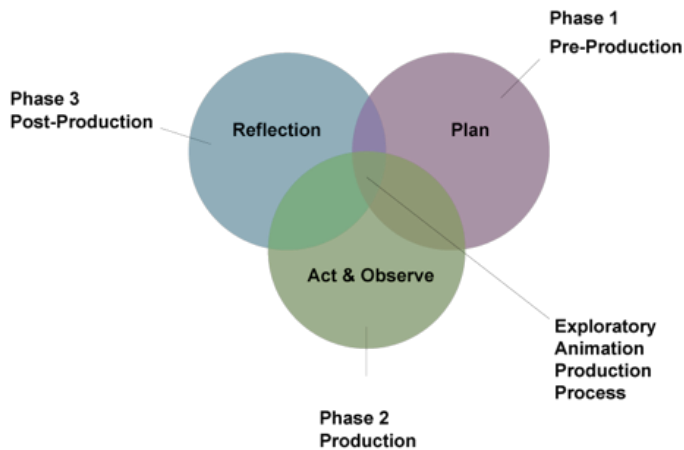 Phase 1
Pre-Production
Phase 3
Post-Production
Reflection
Plan
Act & Observe
Exploratory
Animation
Production
Process
Phase 2
Production